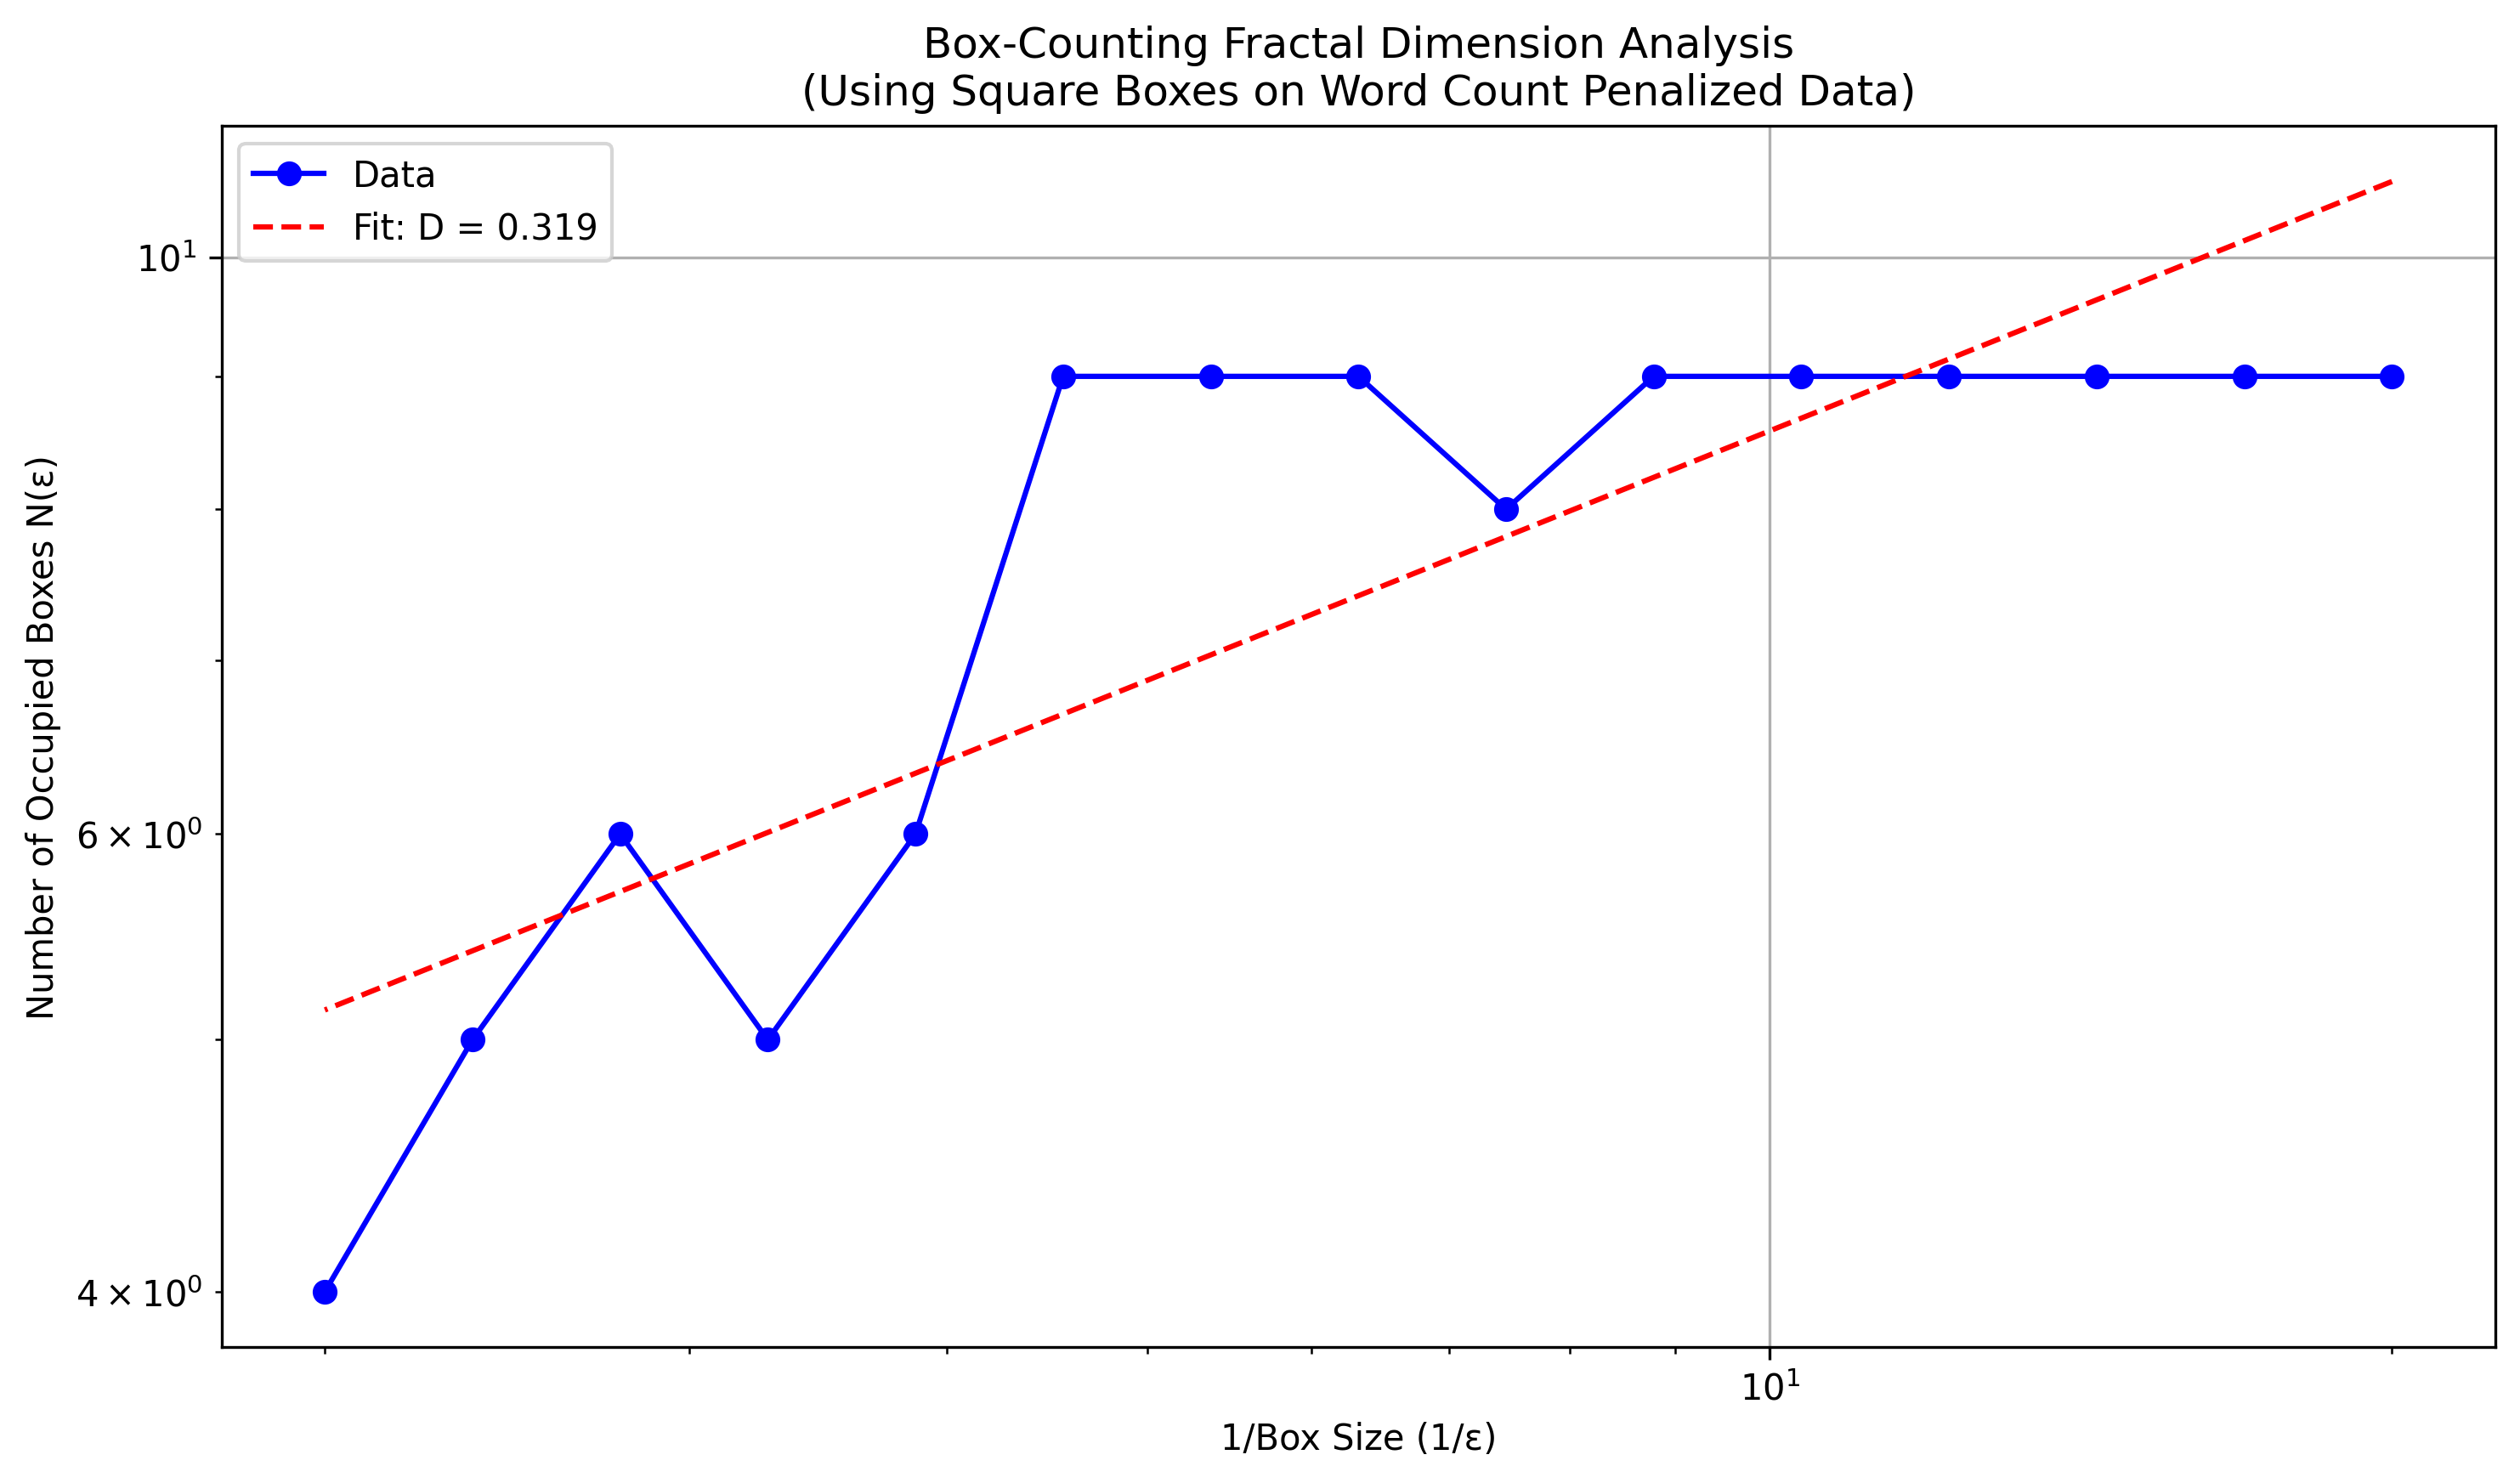 Box-Counting Fractal Dimension Analysis
(Using Square Boxes on Word Count Penalized Data)
Data
Fit: D = 0.319
10¹
6 × 10⁰
4 × 10⁰
Number of Occupied Boxes N(ε)
10¹
1/Box Size (1/ε)